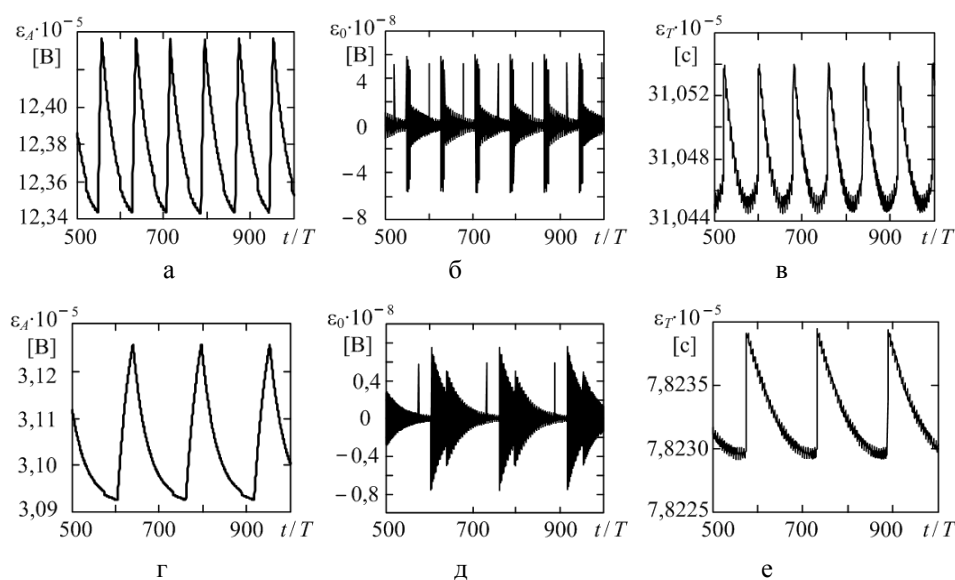 ε_A·10⁻⁵ ε₀·10⁻⁸ ε_T·10⁻⁵
[В] [В] [с]
12,40 4 31,052
12,38 0 31,048
12,36 −4
12,34 −8 31,044
500 700 900 t/T 500 700 900 t/T 500 700 900 t/T
а б в
ε_A·10⁻⁵ ε₀·10⁻⁸ ε_T·10⁻⁵
[В] [В] [с]
3,12 0,4 7,8235
3,11 0
3,10 −0,4 7,8230
3,09 −0,8 7,8225
500 700 900 t/T 500 700 900 t/T 500 700 900 t/T
г д е